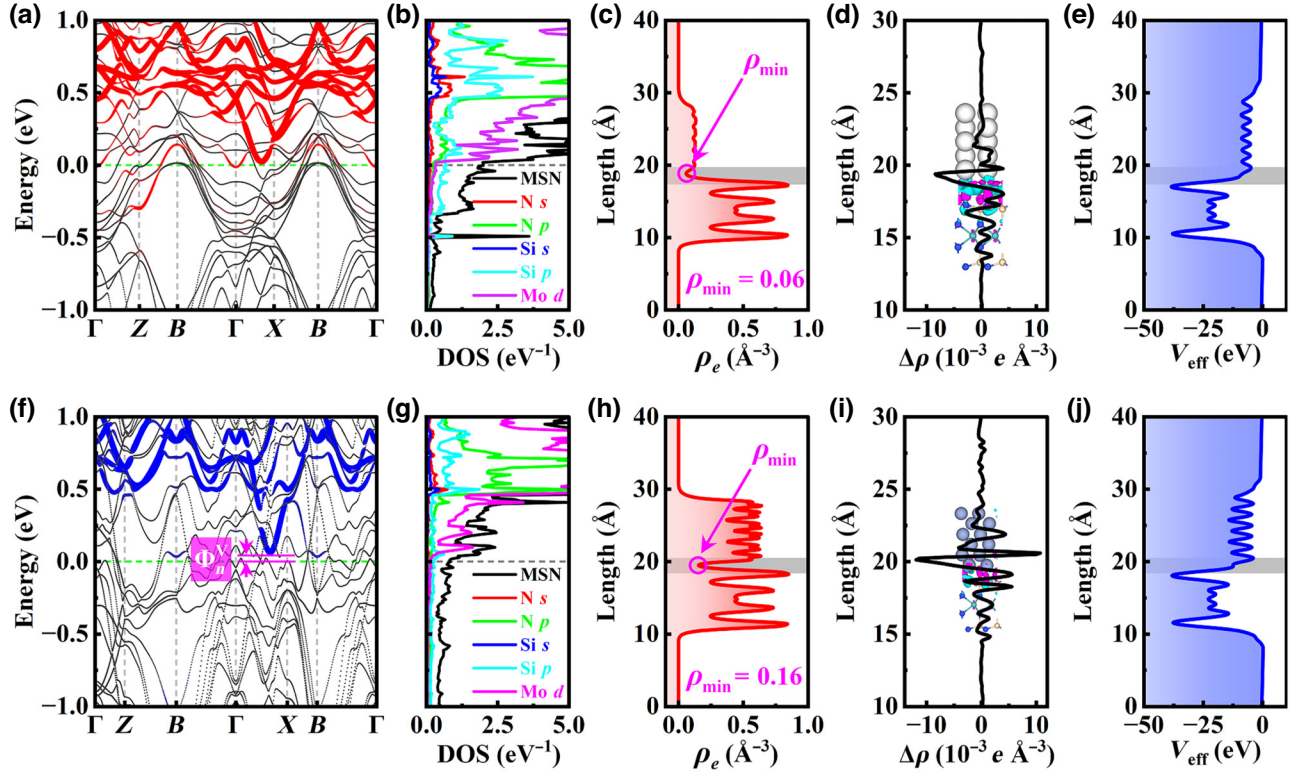 (a)
1.0
0.5
0.0
−0.5
−1.0
Energy (eV)
Γ Z B Γ X B Γ
(b)
MSN
N s
N p
Si s
Si p
Mo d
0.0 2.5 5.0
DOS (eV⁻¹)
(c)
40
30
20
10
0
Length (Å)
ρmin
ρmin = 0.06
0.0 0.5 1.0
ρe (Å⁻³)
(d)
30
25
20
15
10
Length (Å)
−10 0 10
Δρ (10⁻³ e Å⁻³)
(e)
40
30
20
10
0
Length (Å)
−50 −25 0
Veff (eV)
(f)
1.0
0.5
0.0
−0.5
−1.0
Energy (eV)
ΦnV
Γ Z B Γ X B Γ
(g)
MSN
N s
N p
Si s
Si p
Mo d
0.0 2.5 5.0
DOS (eV⁻¹)
(h)
40
30
20
10
0
Length (Å)
ρmin
ρmin = 0.16
0.0 0.5 1.0
ρe (Å⁻³)
(i)
30
25
20
15
10
Length (Å)
−10 0 10
Δρ (10⁻³ e Å⁻³)
(j)
40
30
20
10
0
Length (Å)
−50 −25 0
Veff (eV)